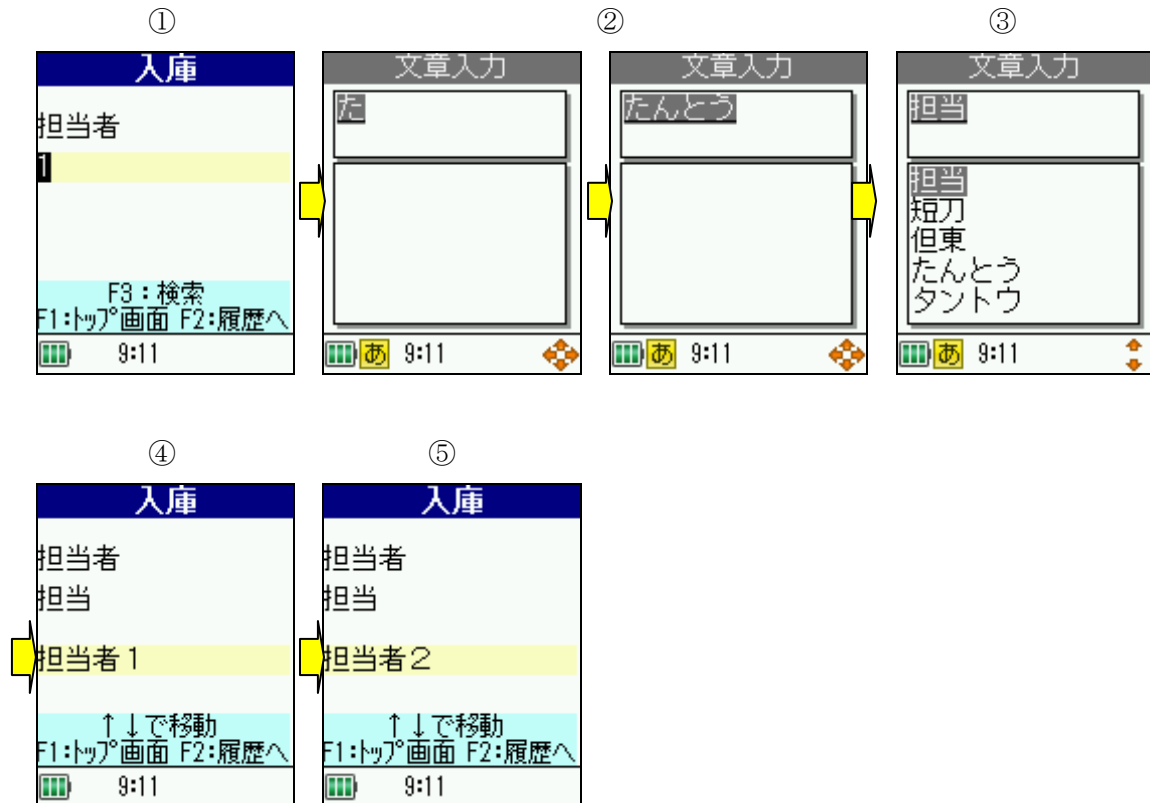 ①
入庫
担当者
1
F3：検索
F1：ﾄｯﾌﾟ画面 F2：履歴へ
9:11
②
文章入力
た
あ 9:11
文章入力
たんとう
あ 9:11
③
文章入力
担当
担当
短刀
但東
たんとう
タントウ
あ 9:11
④
入庫
担当者
担当
担当者１
↑↓で移動
F1：ﾄｯﾌﾟ画面 F2：履歴へ
9:11
⑤
入庫
担当者
担当
担当者２
↑↓で移動
F1：ﾄｯﾌﾟ画面 F2：履歴へ
9:11